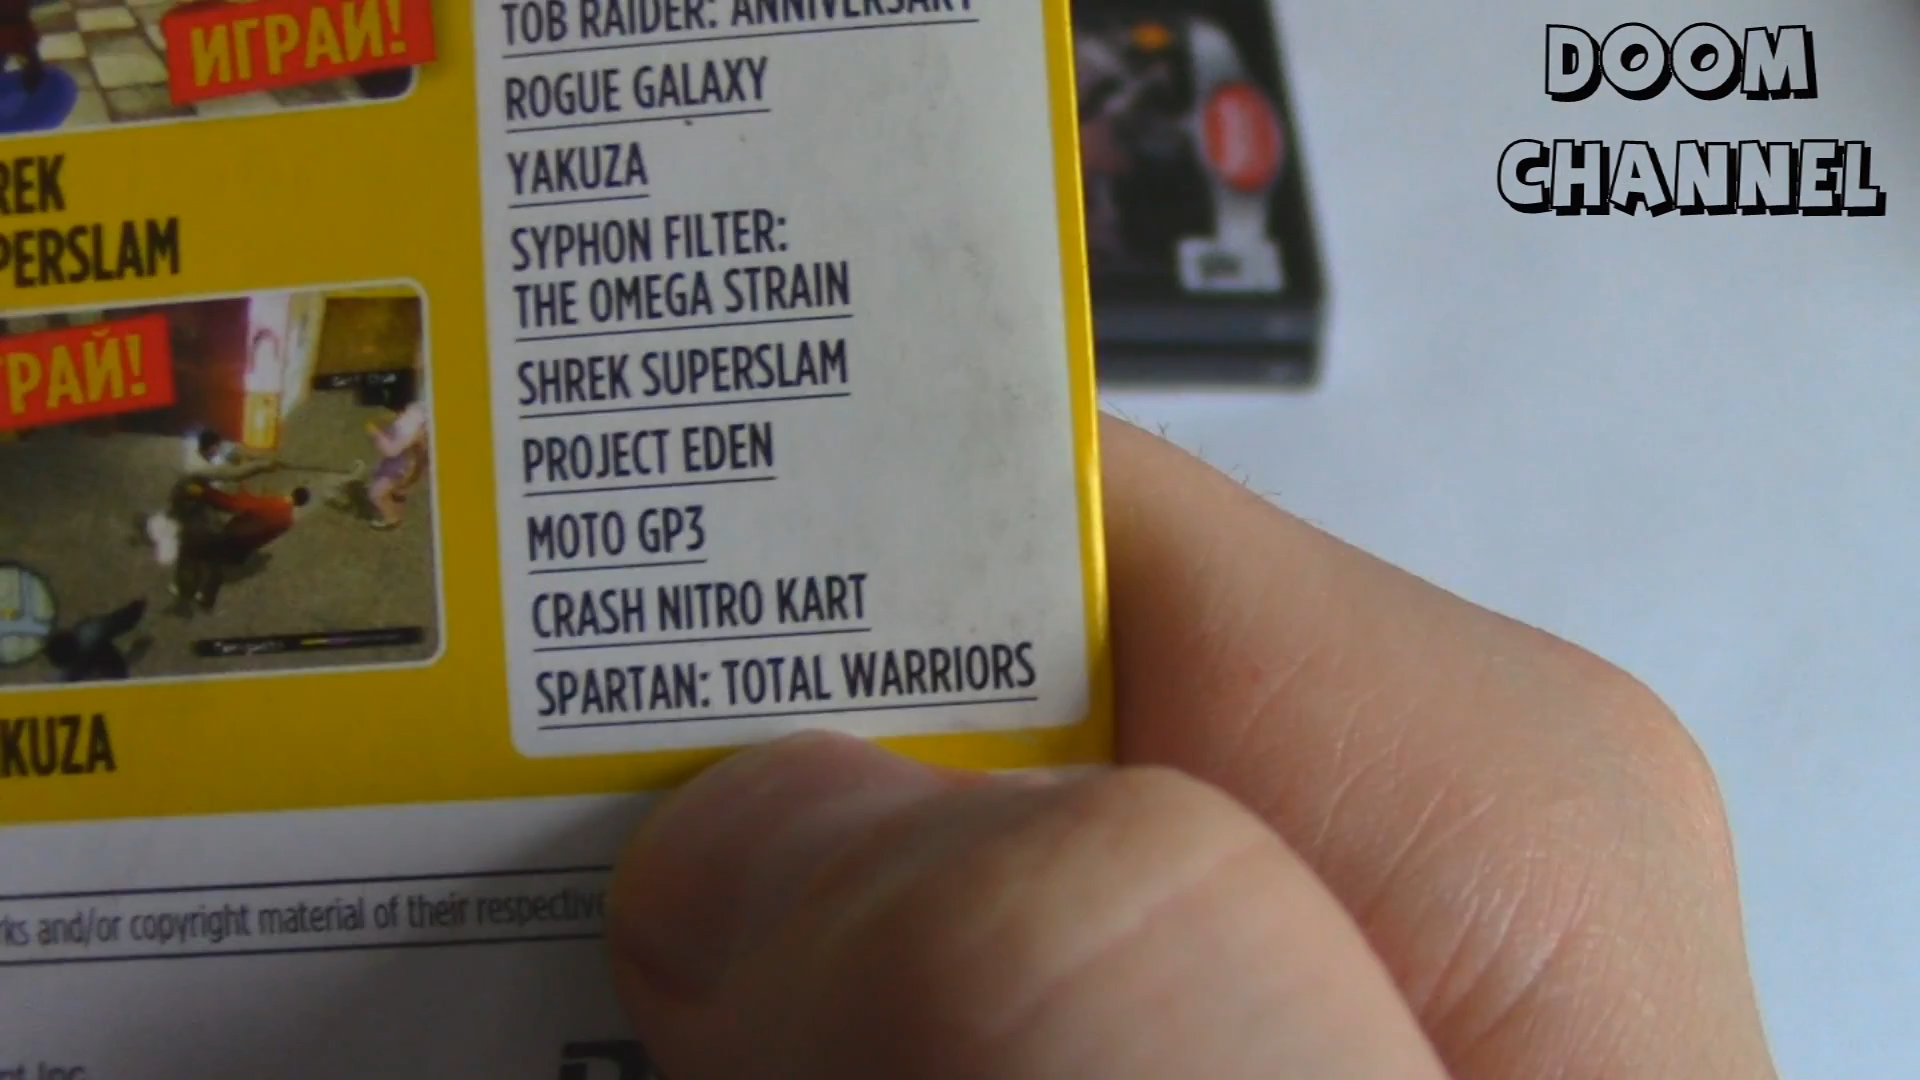 TOB RAIDER: ANNIVERSARY
ИГРАЙ!
ROGUE GALAXY
YAKUZA
SYPHON FILTER:
THE OMEGA STRAIN
SHREK SUPERSLAM
PROJECT EDEN
MOTO GP3
CRASH NITRO KART
SPARTAN: TOTAL WARRIORS
REK
PERSLAM
РАЙ!
KUZA
rks and/or copyright material of their respective
nt Inc
DOOM
CHANNEL